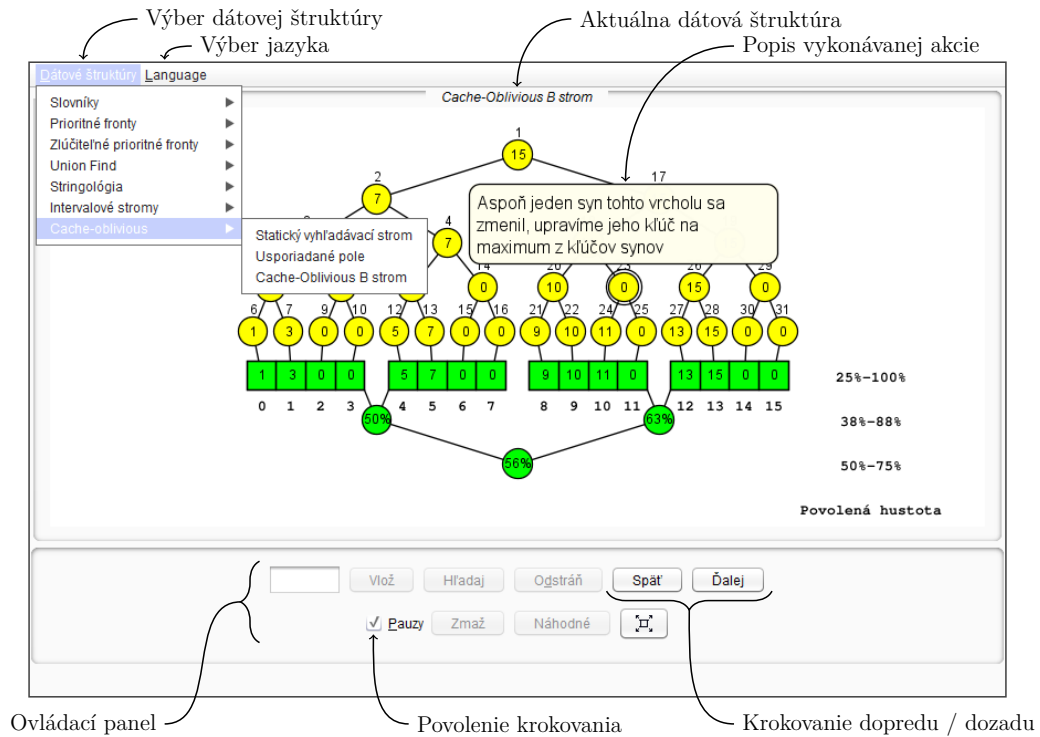 Výber dátovej štruktúry
Aktuálna dátová štruktúra
Výber jazyka
Popis vykonávanej akcie
Dátové štruktúry Language
Cache-Oblivious B strom
Slovníky
Prioritné fronty
Zlúčiteľné prioritné fronty
Union Find
Stringológia
Intervalové stromy
Cache-oblivious
Statický vyhľadávací strom
Usporiadané pole
Cache-Oblivious B strom
1
15
2 17
7
Aspoň jeden syn tohto vrcholu sa
zmenil, upravíme jeho kľúč na
maximum z kľúčov synov
4
7
14 20 23 26 29
0 10 0 15 0
6 7 9 10 12 13 15 16 21 22 24 25 27 28 30 31
1 3 0 0 5 7 0 0 9 10 11 0 13 15 0 0
1 3 0 0 5 7 0 0 9 10 11 0 13 15 0 0
25%-100%
0 1 2 3 4 5 6 7 8 9 10 11 12 13 14 15
50% 63% 38%-88%
56% 50%-75%
Povolená hustota
Vlož Hľadaj Odstráň Späť Ďalej
Pauzy Zmaž Náhodné
Ovládací panel
Povolenie krokovania
Krokovanie dopredu / dozadu